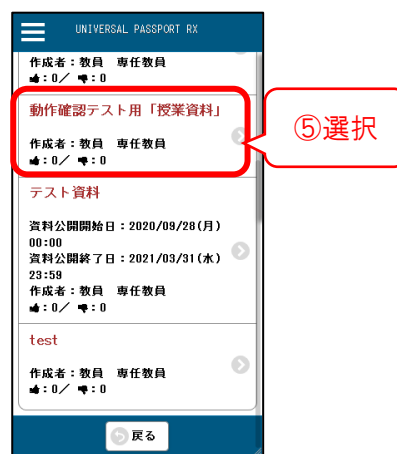 UNIVERSAL PASSPORT RX
作成者：教員　専任教員
👍：0／ 👎：0
動作確認テスト用「授業資料」
作成者：教員　専任教員
👍：0／ 👎：0
⑤選択
テスト資料
資料公開開始日：2020/09/28(月)
00:00
資料公開終了日：2021/03/31(水)
23:59
作成者：教員　専任教員
👍：0／ 👎：0
test
作成者：教員　専任教員
👍：0／ 👎：0
戻る